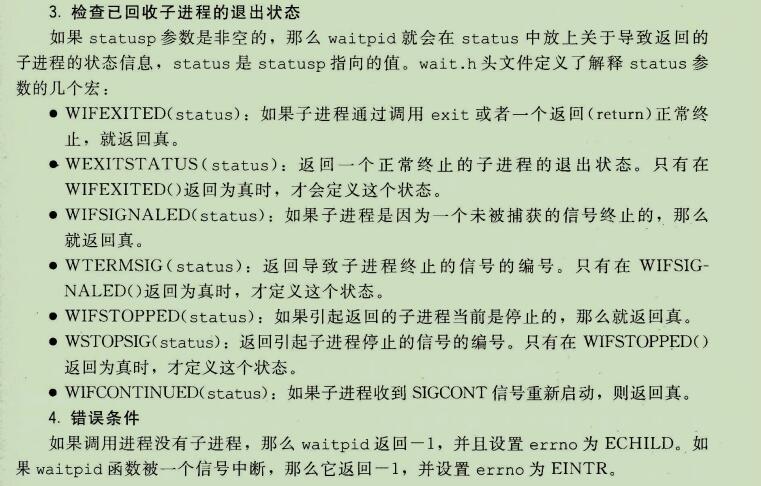 3. 检查已回收子进程的退出状态
如果 statusp 参数是非空的，那么 waitpid 就会在 status 中放上关于导致返回的
子进程的状态信息，status 是 statusp 指向的值。wait.h 头文件定义了解释 status 参
数的几个宏：
● WIFEXITED(status)：如果子进程通过调用 exit 或者一个返回(return)正常终
止，就返回真。
● WEXITSTATUS(status)：返回一个正常终止的子进程的退出状态。只有在
WIFEXITED()返回为真时，才会定义这个状态。
● WIFSIGNALED(status)：如果子进程是因为一个未被捕获的信号终止的，那么
就返回真。
● WTERMSIG(status)：返回导致子进程终止的信号的编号。只有在 WIFSIG-
NALED()返回为真时，才定义这个状态。
● WIFSTOPPED(status)：如果引起返回的子进程当前是停止的，那么就返回真。
● WSTOPSIG(status)：返回引起子进程停止的信号的编号。只有在 WIFSTOPPED()
返回为真时，才定义这个状态。
● WIFCONTINUED(status)：如果子进程收到 SIGCONT 信号重新启动，则返回真。
4. 错误条件
如果调用进程没有子进程，那么 waitpid 返回－1，并且设置 errno 为 ECHILD。如
果 waitpid 函数被一个信号中断，那么它返回－1，并设置 errno 为 EINTR。